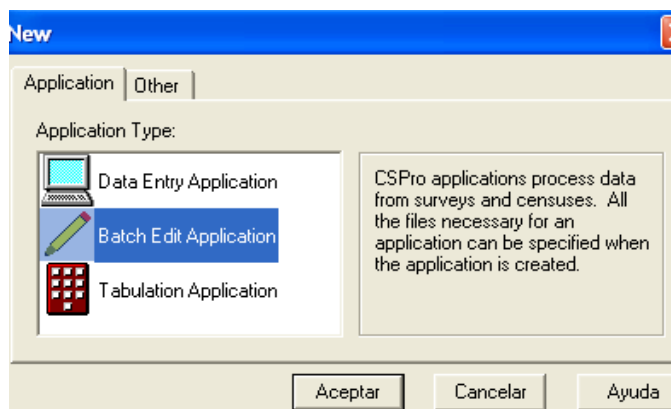 New
Application Other
Application Type:
Data Entry Application
Batch Edit Application
Tabulation Application
CSPro applications process data
from surveys and censuses. All
the files necessary for an
application can be specified when
the application is created.
Aceptar Cancelar Ayuda